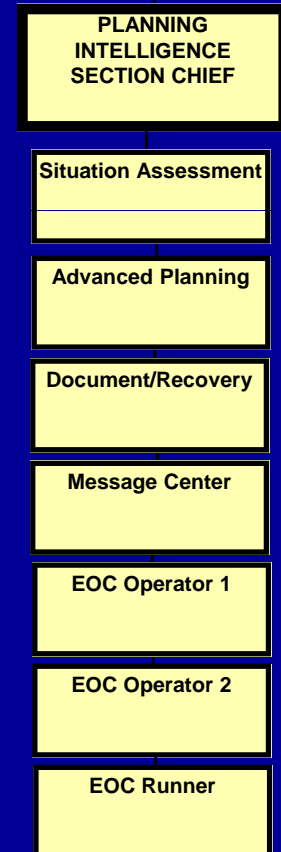 PLANNING
INTELLIGENCE
SECTION CHIEF
Situation Assessment
Advanced Planning
Document/Recovery
Message Center
EOC Operator 1
EOC Operator 2
EOC Runner